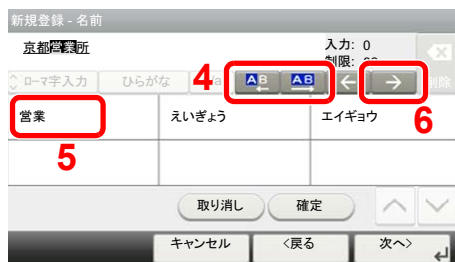 新規登録 - 名前
京都営業所
入力: 0
制限:
ローマ字入力 ひらがな 4 AB AB ← → 削除
営業 えいぎょう エイギョウ 6
5
取り消し 確定
キャンセル <戻る 次へ>